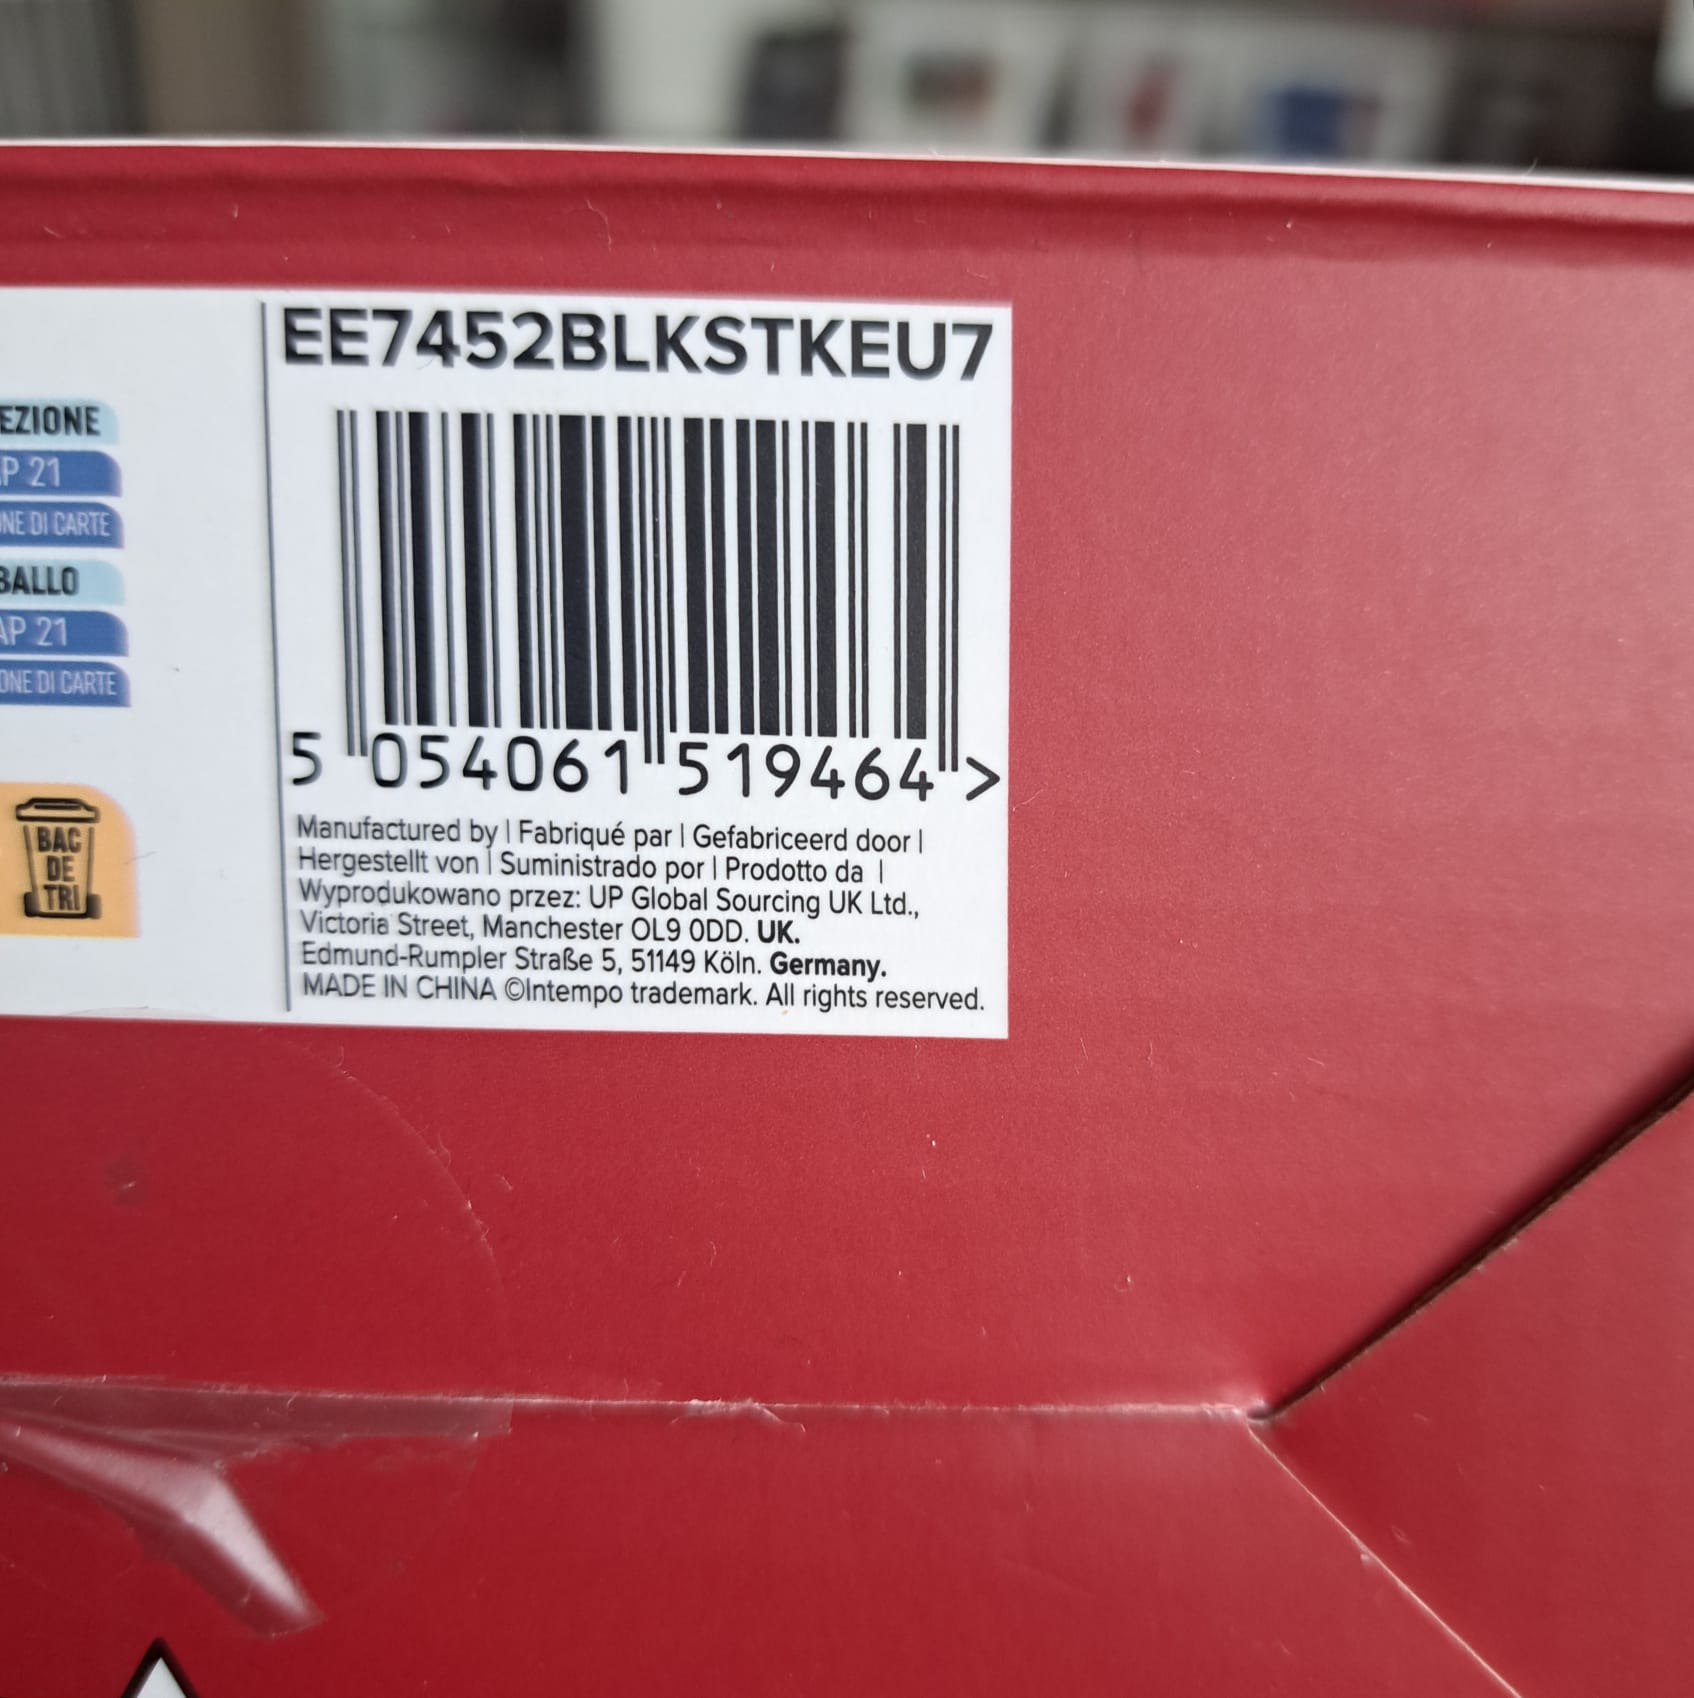 EE7452BLKSTKEU7
5 054061 519464 >
Manufactured by | Fabriqué par | Gefabriceerd door |
Hergestellt von | Suministrado por | Prodotto da |
Wyprodukowano przez: UP Global Sourcing UK Ltd.,
Victoria Street, Manchester OL9 0DD. UK.
Edmund-Rumpler Straße 5, 51149 Köln. Germany.
MADE IN CHINA ©Intempo trademark. All rights reserved.
EZIONE
AP 21
ONE DI CARTE
BALLO
AP 21
ONE DI CARTE
BAC
DE
TRI